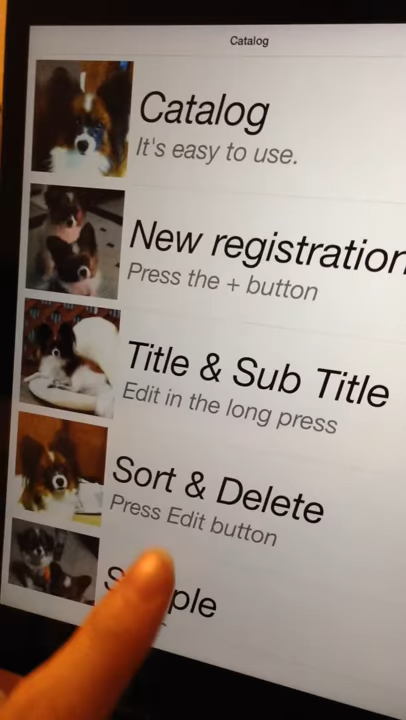 Catalog
Catalog
It's easy to use.
New registration
Press the + button
Title & Sub Title
Edit in the long press
Sort & Delete
Press Edit button